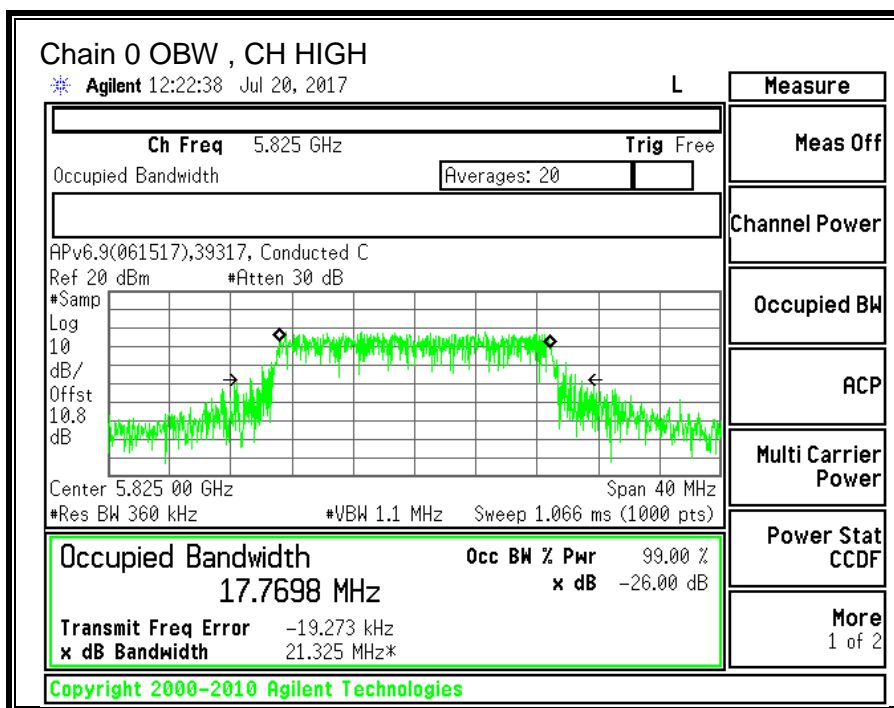 Chain 0 OBW , CH HIGH
Agilent 12:22:38 Jul 20, 2017 L
Ch Freq 5.825 GHz Trig Free
Occupied Bandwidth Averages: 20
APv6.9(061517),39317, Conducted C
Ref 20 dBm #Atten 30 dB
#Samp
Log
10
dB/
Offst
10.8
dB
Center 5.825 00 GHz Span 40 MHz
#Res BW 360 kHz #VBW 1.1 MHz Sweep 1.066 ms (1000 pts)
Occupied Bandwidth Occ BW % Pwr 99.00 %
17.7698 MHz x dB -26.00 dB
Transmit Freq Error -19.273 kHz
x dB Bandwidth 21.325 MHz*
Copyright 2000-2010 Agilent Technologies
Measure
Meas Off
Channel Power
Occupied BW
ACP
Multi Carrier
Power
Power Stat
CCDF
More
1 of 2